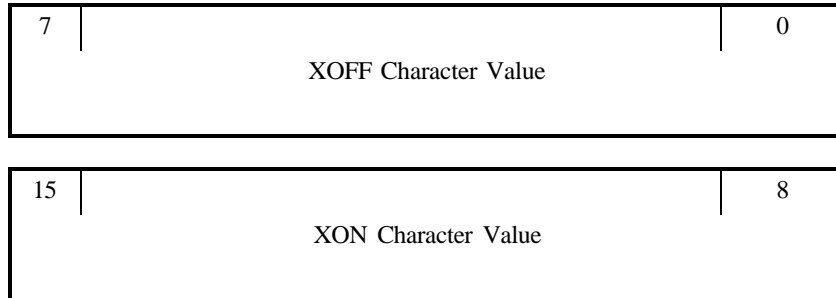 7 0
XOFF Character Value
15 8
XON Character Value